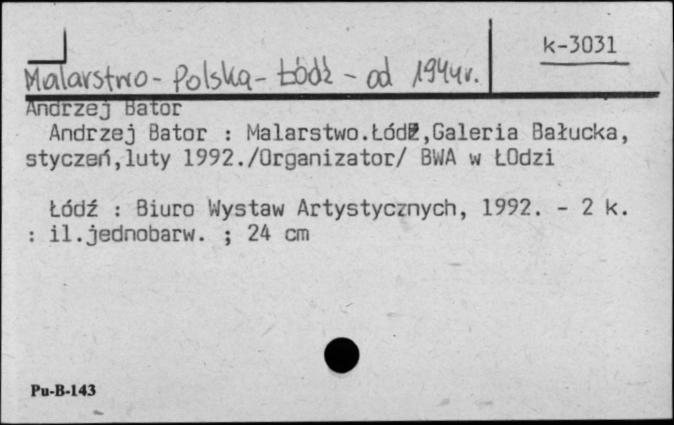 k-3031
Malarstwo - Polska - Łódź - od 1944r.
Andrzej Bator
Andrzej Bator : Malarstwo.Łódź,Galeria Bałucka,
styczeń,luty 1992./Organizator/ BWA w ŁOdzi
Łódź : Biuro Wystaw Artystycznych, 1992. - 2 k.
: il.jednobarw. ; 24 cm
Pu-B-143